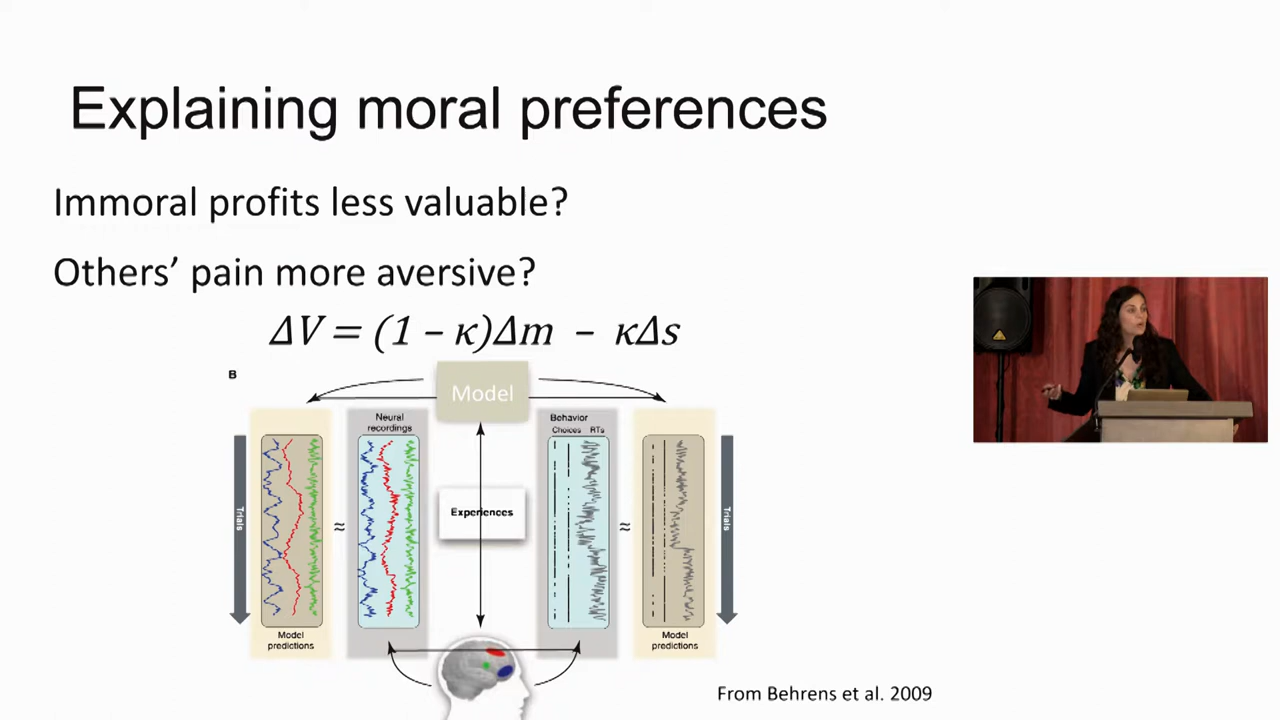 Explaining moral preferences
Immoral profits less valuable?
Others’ pain more aversive?
ΔV = (1 – κ)Δm – κΔs
B
Model
Neural
recordings
Behavior
Choices RTs
Trials
≈
Experiences
≈
Trials
Model
predictions
Model
predictions
From Behrens et al. 2009